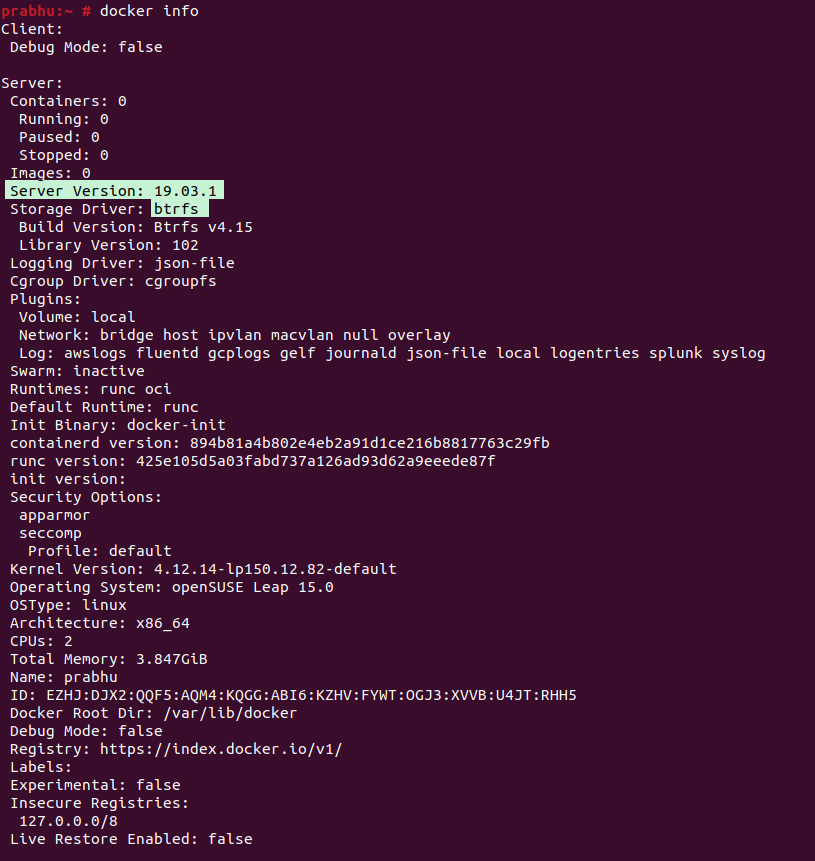 prabhu:~ # docker info
Client:
 Debug Mode: false

Server:
 Containers: 0
  Running: 0
  Paused: 0
  Stopped: 0
 Images: 0
 Server Version: 19.03.1
 Storage Driver: btrfs
  Build Version: Btrfs v4.15
  Library Version: 102
 Logging Driver: json-file
 Cgroup Driver: cgroupfs
 Plugins:
  Volume: local
  Network: bridge host ipvlan macvlan null overlay
  Log: awslogs fluentd gcplogs gelf journald json-file local logentries splunk syslog
 Swarm: inactive
 Runtimes: runc oci
 Default Runtime: runc
 Init Binary: docker-init
 containerd version: 894b81a4b802e4eb2a91d1ce216b8817763c29fb
 runc version: 425e105d5a03fabd737a126ad93d62a9eeede87f
 init version:
 Security Options:
  apparmor
  seccomp
   Profile: default
 Kernel Version: 4.12.14-lp150.12.82-default
 Operating System: openSUSE Leap 15.0
 OSType: linux
 Architecture: x86_64
 CPUs: 2
 Total Memory: 3.847GiB
 Name: prabhu
 ID: EZHJ:DJX2:QQF5:AQM4:KQGG:ABI6:KZHV:FYWT:OGJ3:XVVB:U4JT:RHH5
 Docker Root Dir: /var/lib/docker
 Debug Mode: false
 Registry: https://index.docker.io/v1/
 Labels:
 Experimental: false
 Insecure Registries:
  127.0.0.0/8
 Live Restore Enabled: false